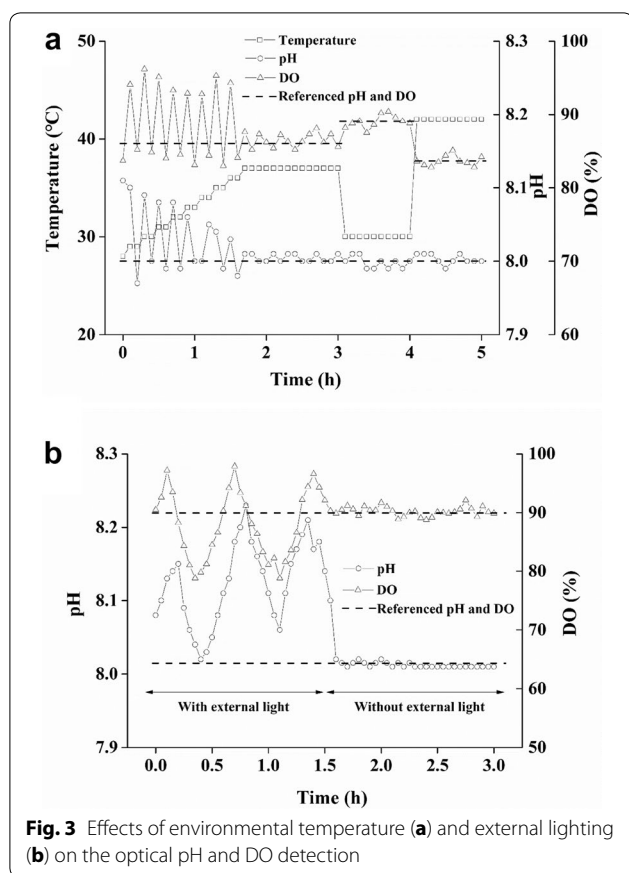 a
50
40
30
20
Temperature (°C)
Temperature
pH
DO
Referenced pH and DO
8.3
8.2
8.1
8.0
7.9
pH
100
90
80
70
60
DO (%)
0 1 2 3 4 5
Time (h)
b
8.3
8.2
8.1
8.0
7.9
pH
pH
DO
Referenced pH and DO
With external light
Without external light
100
90
80
70
60
50
DO (%)
0.0 0.5 1.0 1.5 2.0 2.5 3.0
Time (h)
Fig. 3 Effects of environmental temperature (a) and external lighting
(b) on the optical pH and DO detection